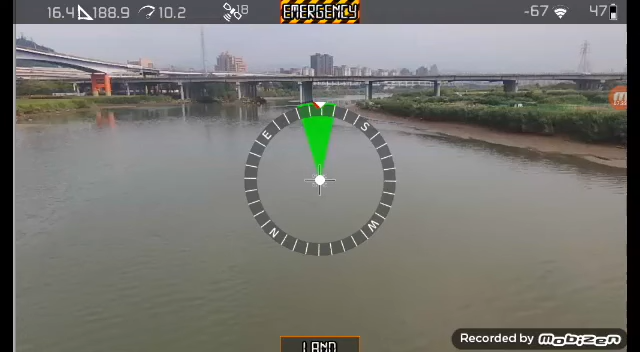 16.4 188.9 10.2 18 EMERGENCY -67 47
E S
N W
LAND
Recorded by MOBIZEN